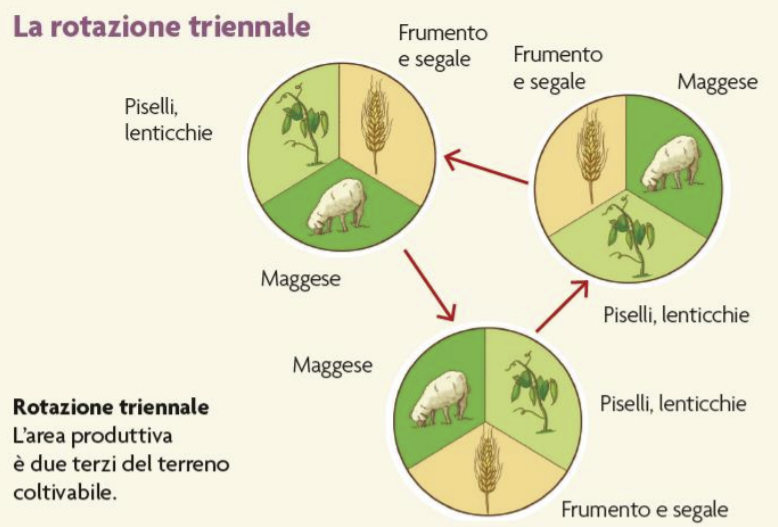 La rotazione triennale
Frumento
e segale
Piselli,
lenticchie
Maggese
Frumento
e segale
Maggese
Piselli, lenticchie
Maggese
Piselli, lenticchie
Frumento e segale
Rotazione triennale
L'area produttiva
è due terzi del terreno
coltivabile.